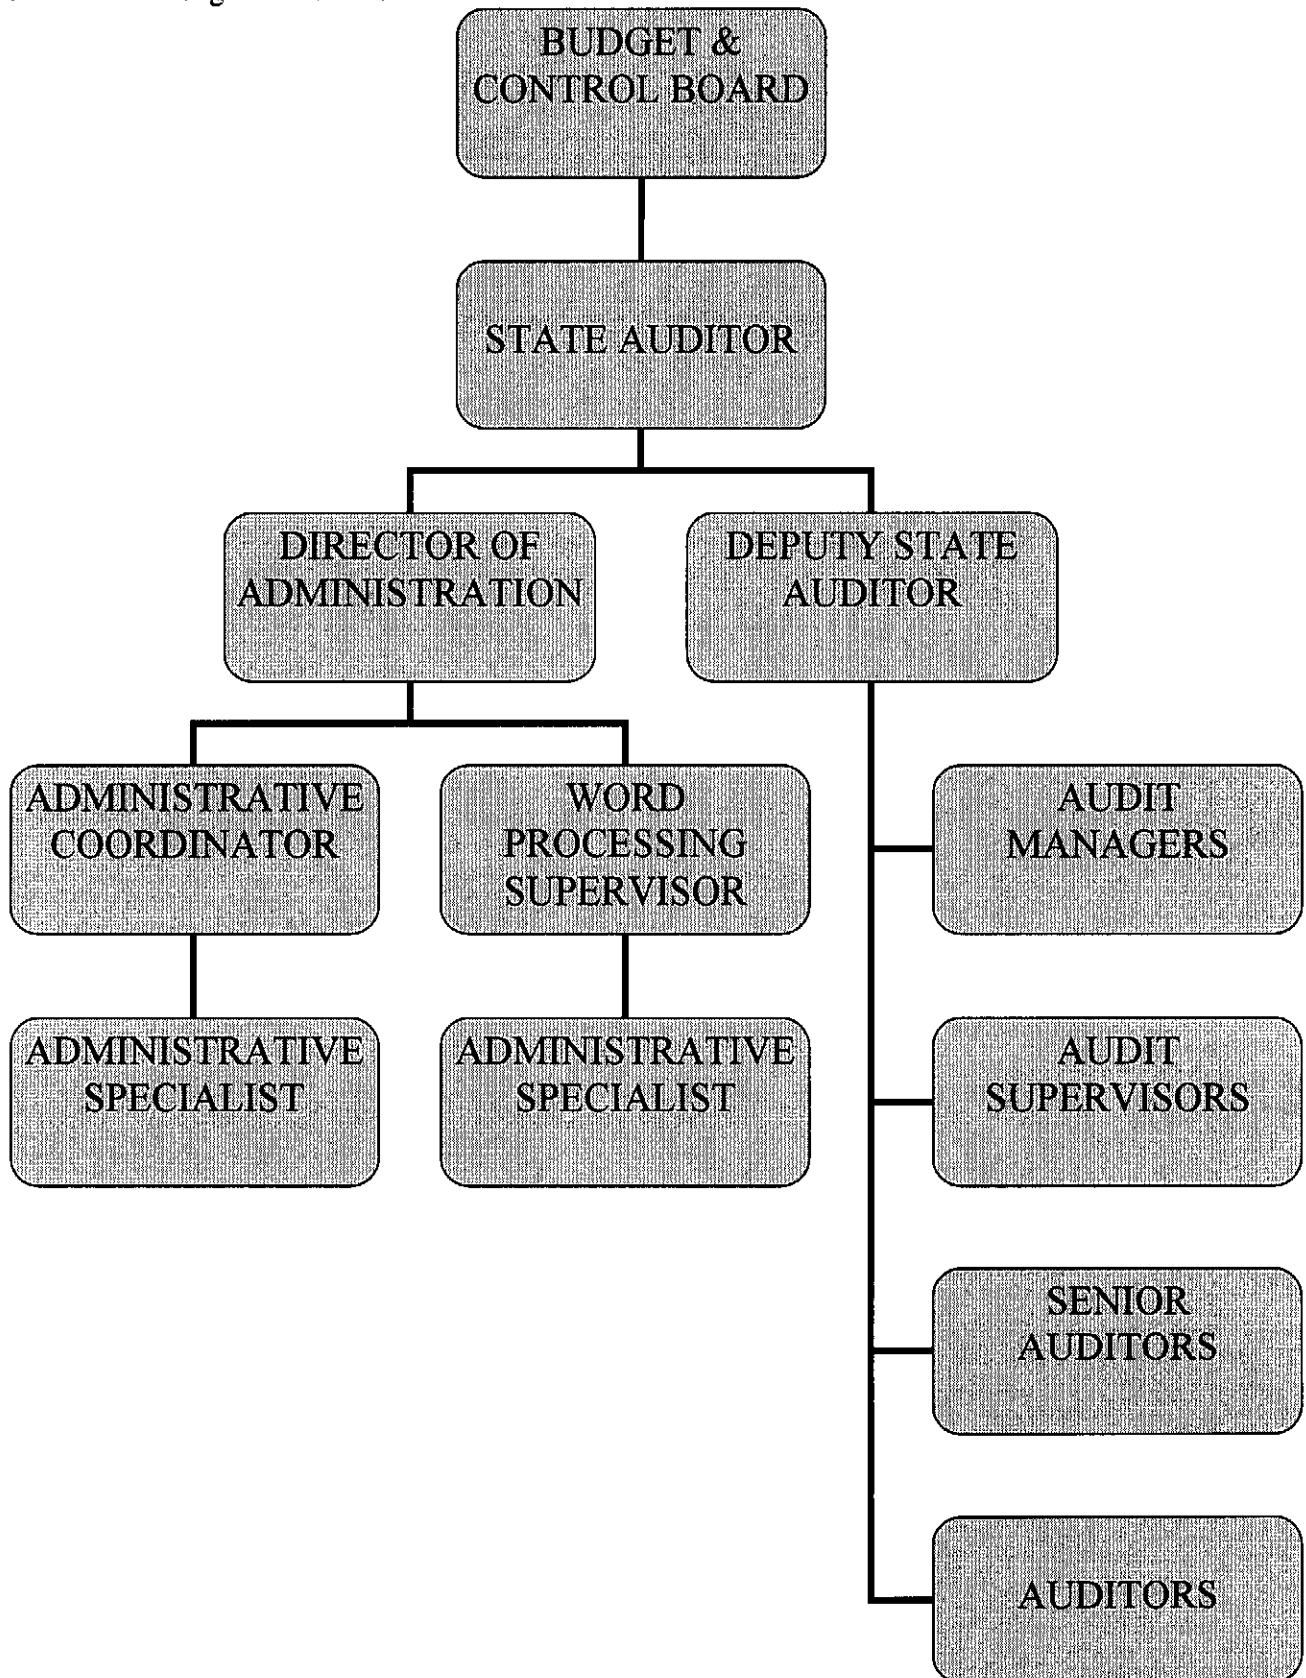 BUDGET &
CONTROL BOARD
STATE AUDITOR
DIRECTOR OF
ADMINISTRATION
DEPUTY STATE
AUDITOR
ADMINISTRATIVE
COORDINATOR
WORD
PROCESSING
SUPERVISOR
AUDIT
MANAGERS
ADMINISTRATIVE
SPECIALIST
ADMINISTRATIVE
SPECIALIST
AUDIT
SUPERVISORS
SENIOR
AUDITORS
AUDITORS